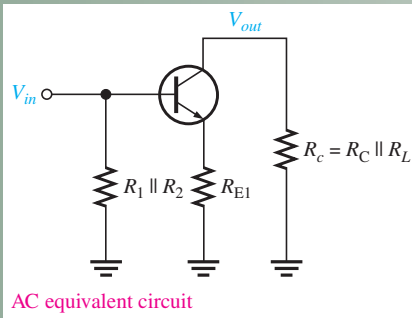 V_out
V_in
R_c = R_C || R_L
R_1 || R_2
R_E1
AC equivalent circuit